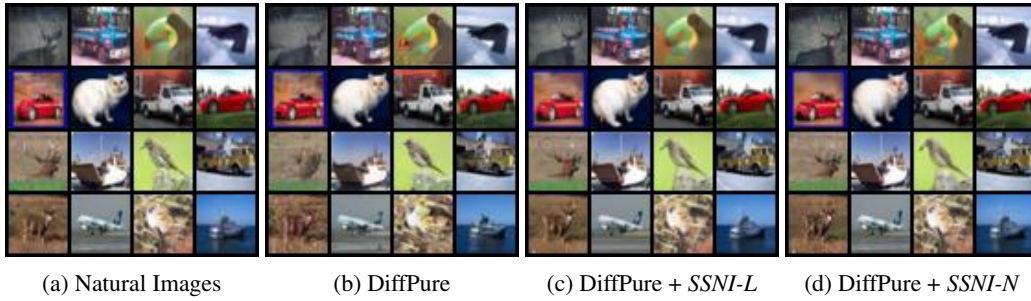 (a) Natural Images
(b) DiffPure
(c) DiffPure + SSNI-L
(d) DiffPure + SSNI-N